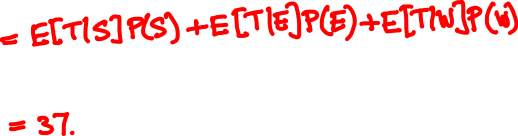 = E[T|S]P(S)+E[T|E]P(E)+E[T|W]P(W)
= 37.